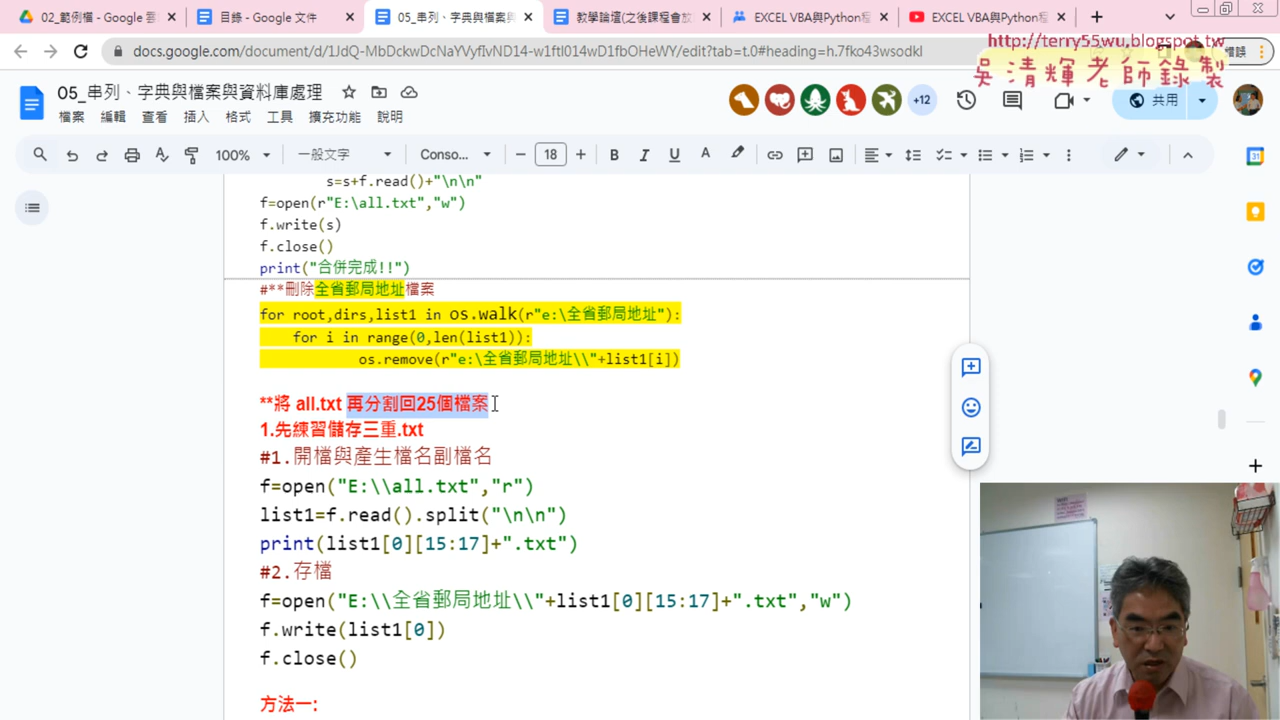 02_範例檔 - Google 雲
目錄 - Google 文件
05_串列、字典與檔案與
教學論壇(之後課程會放
EXCEL VBA與Python程
EXCEL VBA與Python程
docs.google.com/document/d/1JdQ-MbDckwDcNaYVyfIvND14-w1ftl014wD1fbOHeWY/edit?tab=t.0#heading=h.7fko43wsodkl
http://terry55wu.blogspot.tw
吳清輝老師錄製
05_串列、字典與檔案與資料庫處理
+12
共用
檔案 編輯 查看 插入 格式 工具 擴充功能 說明
100% 一般文字 Conso... 18
s=s+f.read()+"\n\n"
f=open(r"E:\all.txt","w")
f.write(s)
f.close()
print("合併完成!!")
#**刪除全省郵局地址檔案
for root,dirs,list1 in os.walk(r"e:\全省郵局地址"):
for i in range(0,len(list1)):
os.remove(r"e:\全省郵局地址\\"+list1[i])
**將 all.txt 再分割回25個檔案
1.先練習儲存三重.txt
#1.開檔與產生檔名副檔名
f=open("E:\\all.txt","r")
list1=f.read().split("\n\n")
print(list1[0][15:17]+".txt")
#2.存檔
f=open("E:\\全省郵局地址\\"+list1[0][15:17]+".txt","w")
f.write(list1[0])
f.close()
方法一: